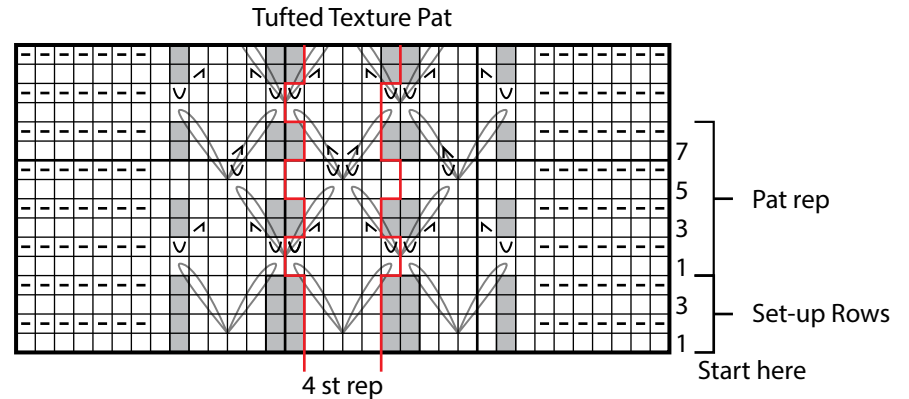 Tufted Texture Pat
7
5
3
1
3
1
Pat rep
Set-up Rows
Start here
4 st rep